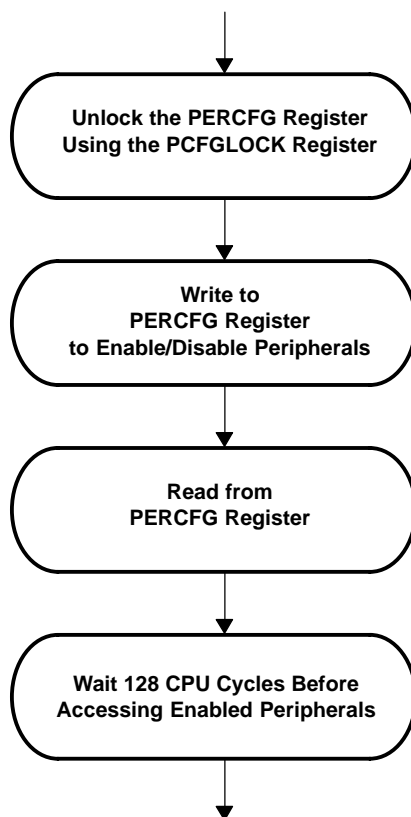 Unlock the PERCFG Register
Using the PCFGLOCK Register
Write to
PERCFG Register
to Enable/Disable Peripherals
Read from
PERCFG Register
Wait 128 CPU Cycles Before
Accessing Enabled Peripherals